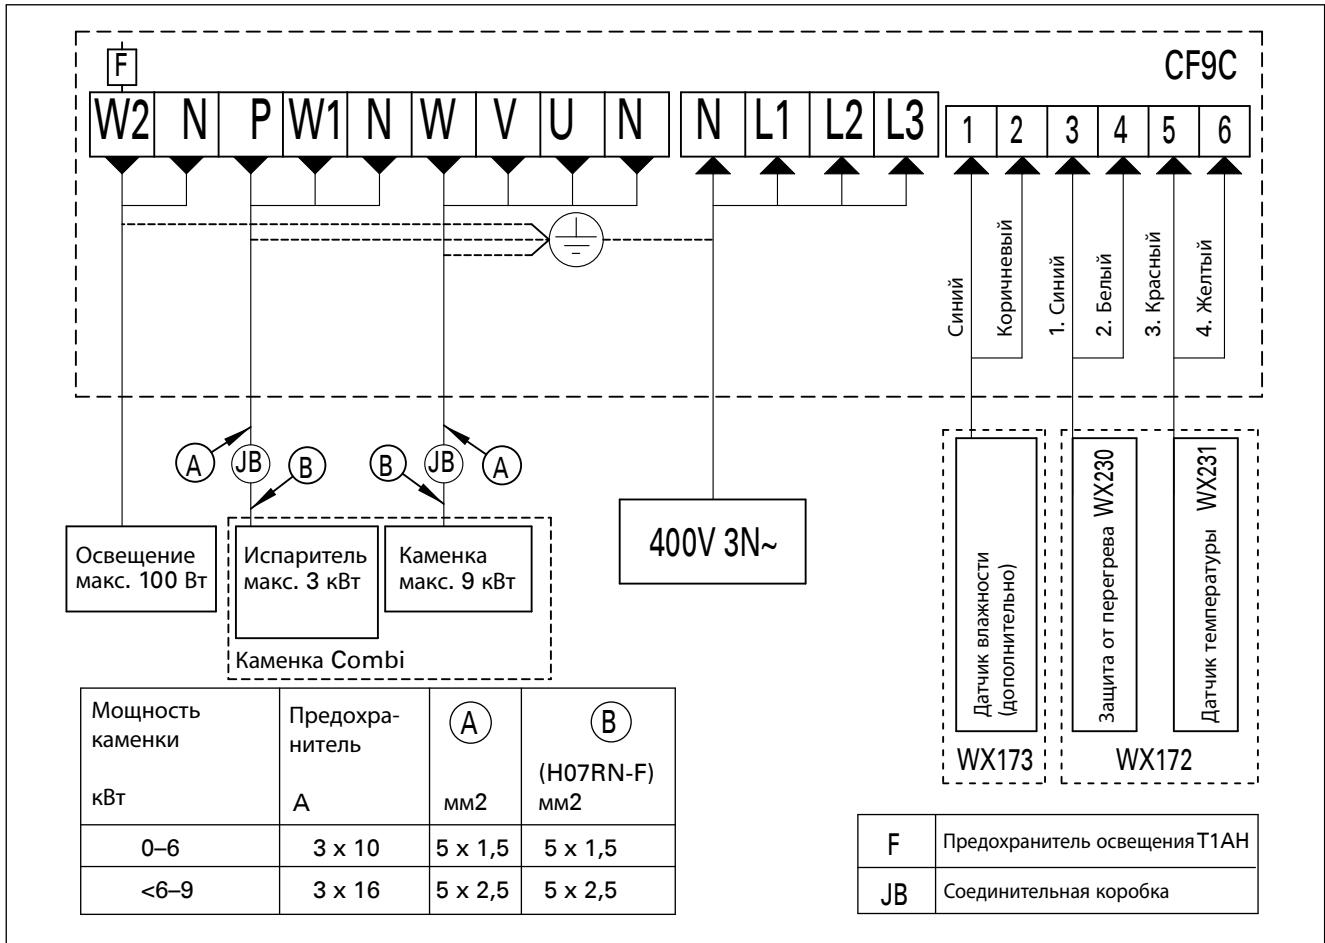 CF9C
F
W2 N P W1 N W V U N N L1 L2 L3 1 2 3 4 5 6
Синий
Коричневый
1. Синий
2. Белый
3. Красный
4. Желтый
A JB B B JB A
Освещение
макс. 100 Вт
Испаритель
макс. 3 кВт
Каменка
макс. 9 кВт
Каменка Combi
400V 3N~
Датчик влажности
(дополнительно)
Защита от перегрева WX230
Датчик температуры WX231
WX173
WX172
Мощность
каменки
кВт
Предохра-
нитель
А
A
мм2
B
(H07RN-F)
мм2
0–6 3 x 10 5 x 1,5 5 x 1,5
<6–9 3 x 16 5 x 2,5 5 x 2,5
F Предохранитель освещения T1AH
JB Соединительная коробка